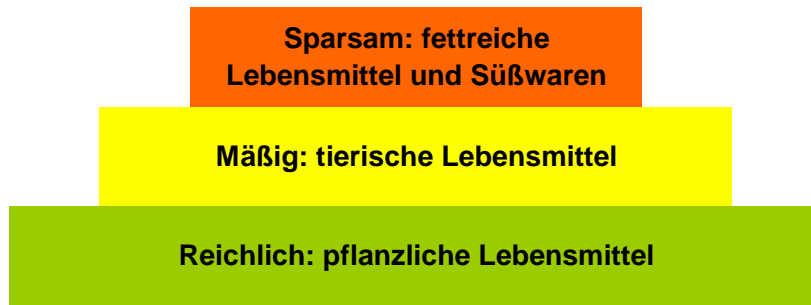 Sparsam: fettreiche
Lebensmittel und Süßwaren
Mäßig: tierische Lebensmittel
Reichlich: pflanzliche Lebensmittel